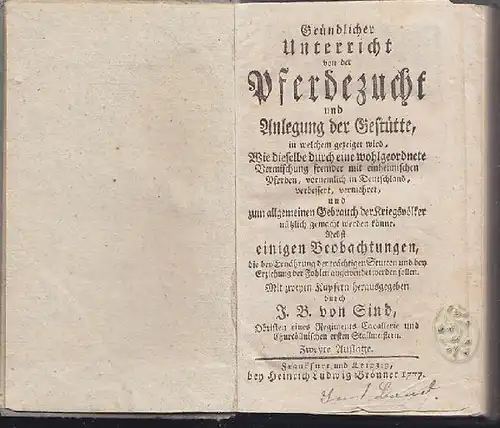 Gründlicher
Unterricht
von der
Pferdezucht
und
Anlegung der Gestütte,
in welchem gezeiget wird,
Wie dieselbe durch eine wohlgeordnete
Vermischung fremder mit einheimischen
Pferden, vornemlich in Deutschland,
verbessert, vermehret,
und
zum allgemeinen Gebrauch der Kriegsvölker
nützlich gemacht werden könne.
Nebst
einigen Beobachtungen,
die bey Ernährung der trächtigen Stutten und bey
Erziehung der Fohlen angewendet werden sollen.
Mit zweyen Kupfern herausgegeben
durch
J. B. von Sind,
Obristen eines Regiments Cavallerie und
Churcöllnischen ersten Stallmeistern.
Zweyte Auflage.
Frankfurt und Leipzig,
bey Heinrich Ludwig Brönner 1777.